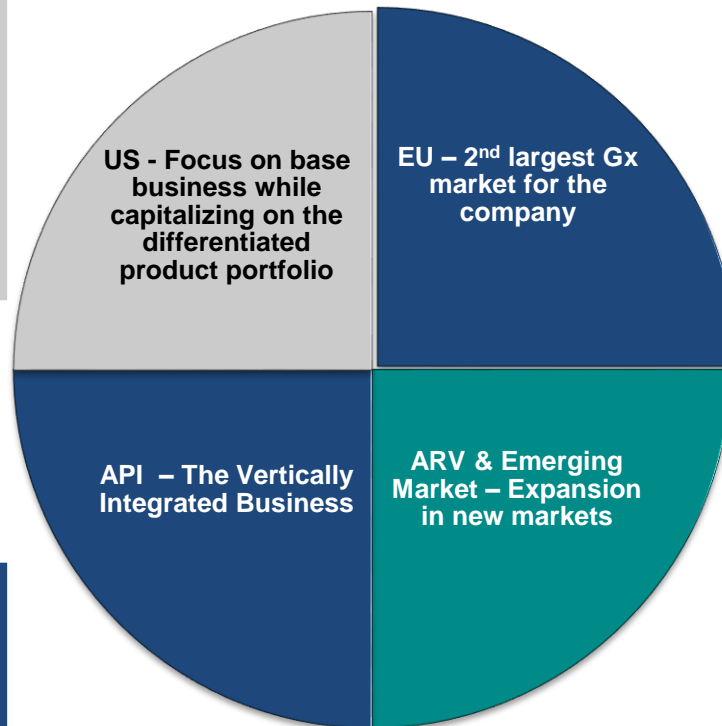 US - Focus on base
business while
capitalizing on the
differentiated
product portfolio
EU – 2nd largest Gx
market for the
company
API – The Vertically
Integrated Business
ARV & Emerging
Market – Expansion
in new markets